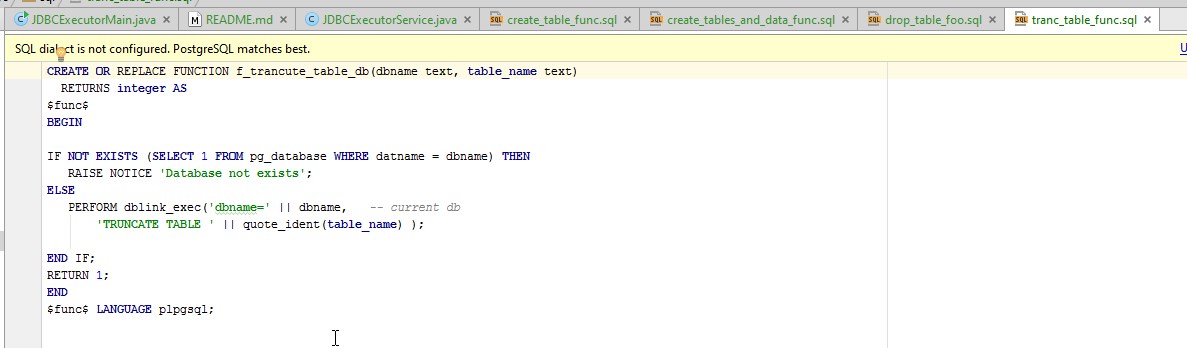 JDBCExecutorMain.java
README.md
JDBCExecutorService.java
create_table_func.sql
create_tables_and_data_func.sql
drop_table_foo.sql
tranc_table_func.sql
SQL dialect is not configured. PostgreSQL matches best.
CREATE OR REPLACE FUNCTION f_trancute_table_db(dbname text, table_name text)
RETURNS integer AS
$func$
BEGIN
IF NOT EXISTS (SELECT 1 FROM pg_database WHERE datname = dbname) THEN
RAISE NOTICE 'Database not exists';
ELSE
PERFORM dblink_exec('dbname=' || dbname,   -- current db
'TRUNCATE TABLE ' || quote_ident(table_name) );
END IF;
RETURN 1;
END
$func$ LANGUAGE plpgsql;